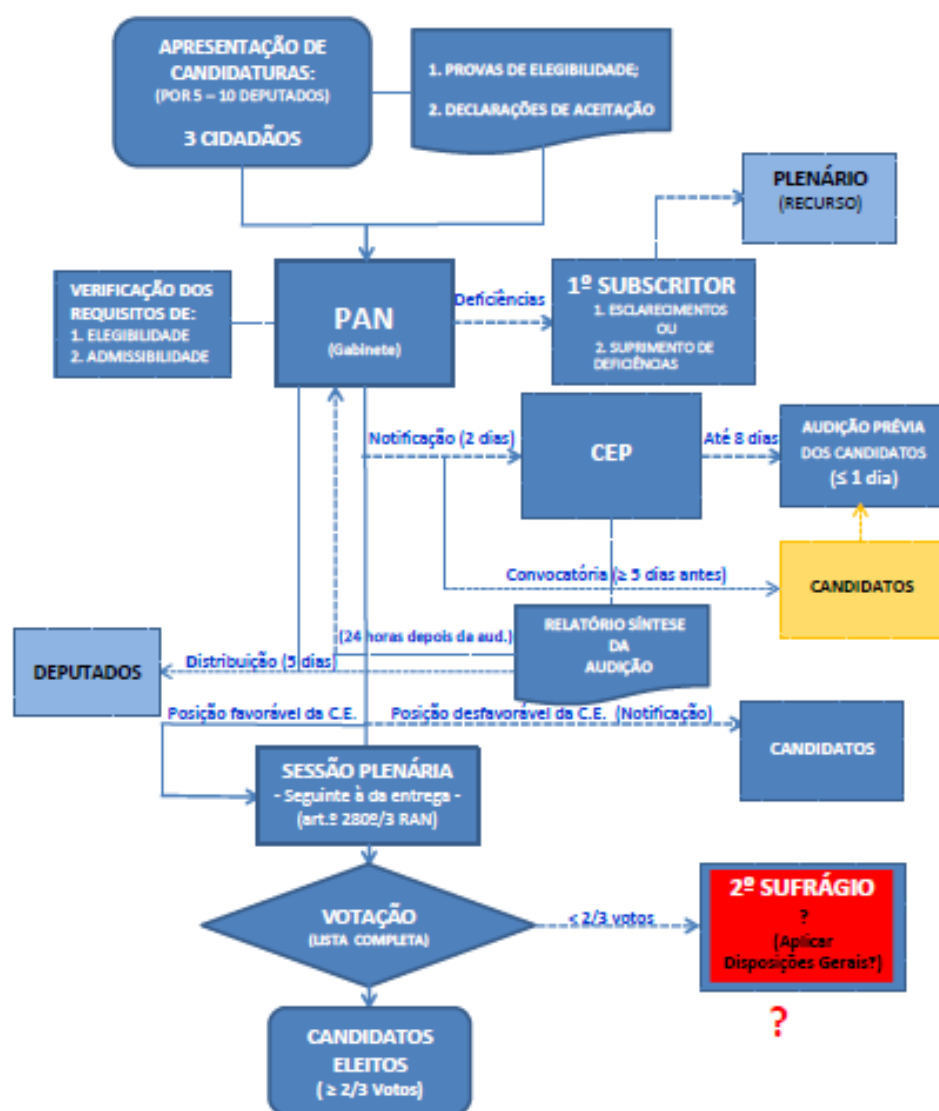 APRESENTAÇÃO DE
CANDIDATURAS:
(POR 5 – 10 DEPUTADOS)
3 CIDADÃOS
1. PROVAS DE ELEGIBILIDADE;
2. DECLARAÇÕES DE ACEITAÇÃO
PLENÁRIO
(RECURSO)
VERIFICAÇÃO DOS
REQUISITOS DE:
1. ELEGIBILIDADE
2. ADMISSIBILIDADE
PAN
(Gabinete)
Deficiências
1º SUBSCRITOR
1. ESCLARECIMENTOS
OU
2. SUPRIMENTO DE
DEFICIÊNCIAS
Notificação (2 dias)
CEP
Até 8 dias
AUDIÇÃO PRÉVIA
DOS CANDIDATOS
(≤ 1 dia)
Convocatória (≥ 5 dias antes)
CANDIDATOS
(24 horas depois da aud.)
RELATÓRIO SÍNTESE
DA
AUDIÇÃO
DEPUTADOS
Distribuição (5 dias)
Posição favorável da C.E.
Posição desfavorável da C.E. (Notificação)
CANDIDATOS
SESSÃO PLENÁRIA
- Seguinte à da entrega -
(art.º 280º/3 RAN)
VOTAÇÃO
(LISTA COMPLETA)
< 2/3 votos
2º SUFRÁGIO
?
(Aplicar
Disposições Gerais?)
?
CANDIDATOS
ELEITOS
( ≥ 2/3 Votos)